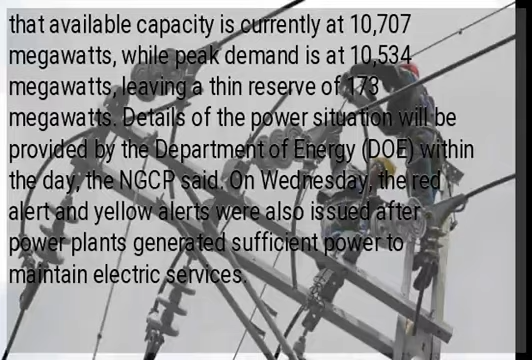 that available capacity is currently at 10,707
megawatts, while peak demand is at 10,534
megawatts, leaving a thin reserve of 173
megawatts. Details of the power situation will be
provided by the Department of Energy (DOE) within
the day, the NGCP said. On Wednesday, the red
alert and yellow alerts were also issued after
power plants generated sufficient power to
maintain electric services.